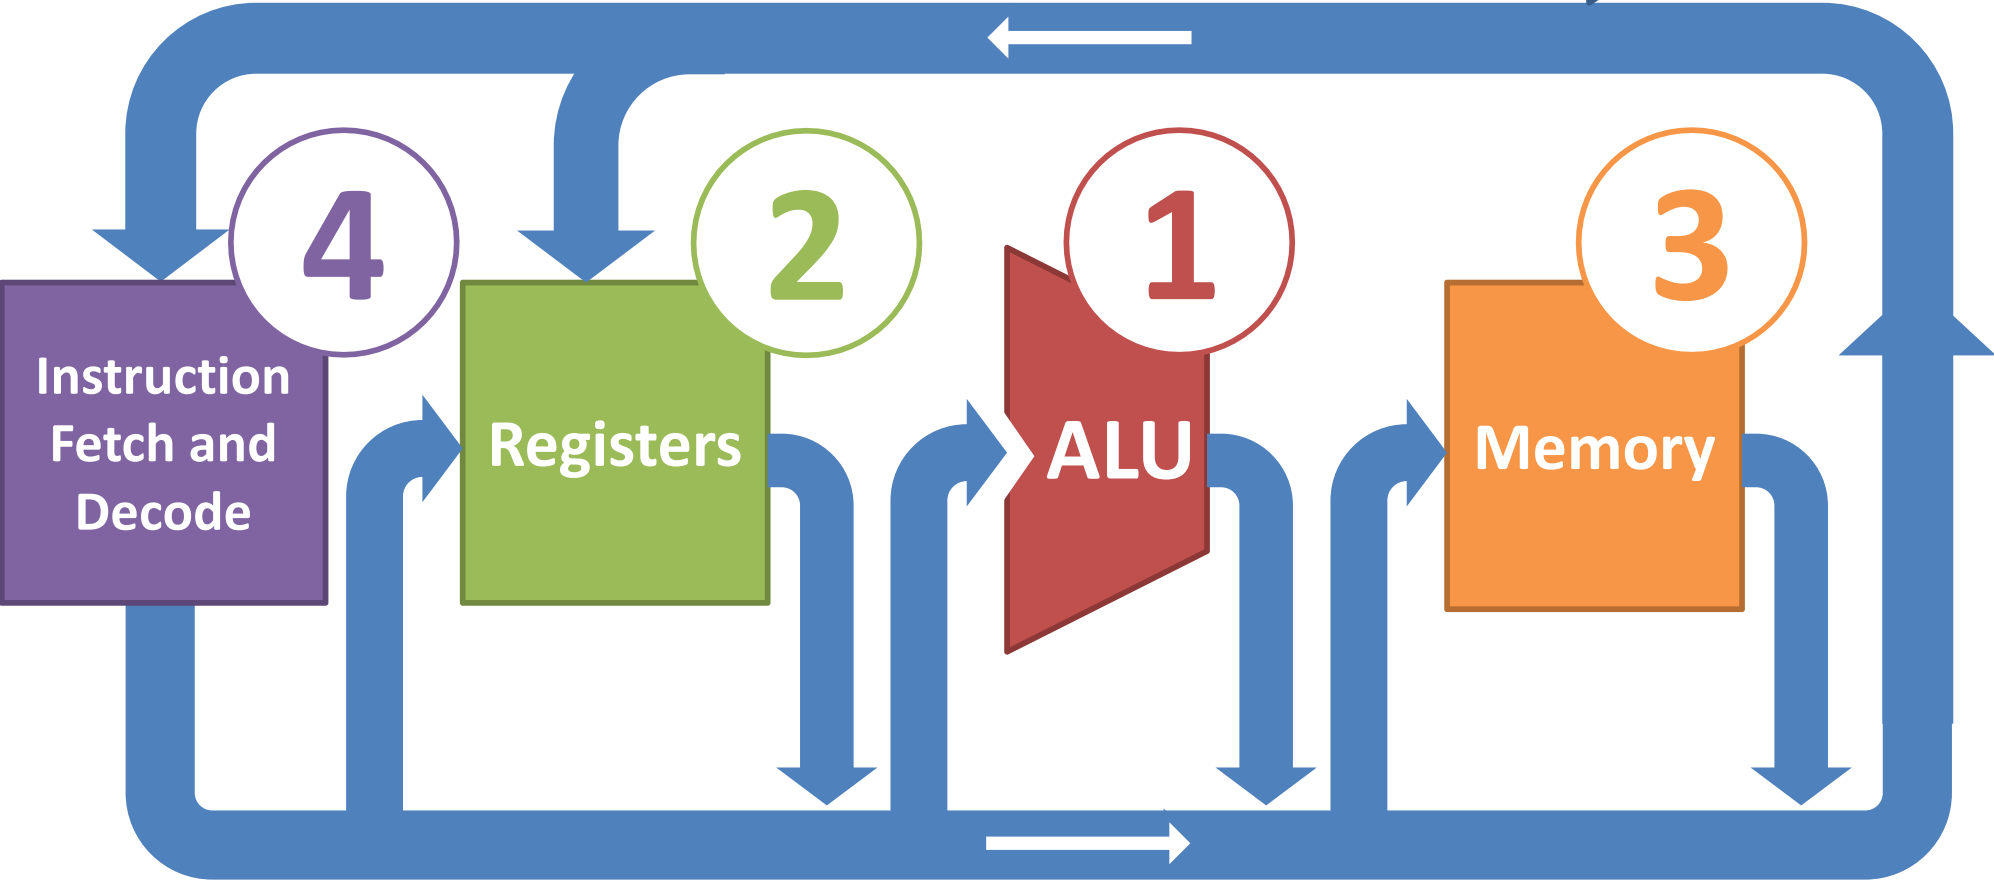 4
2
1
3
Instruction
Fetch and
Decode
Registers
ALU
Memory